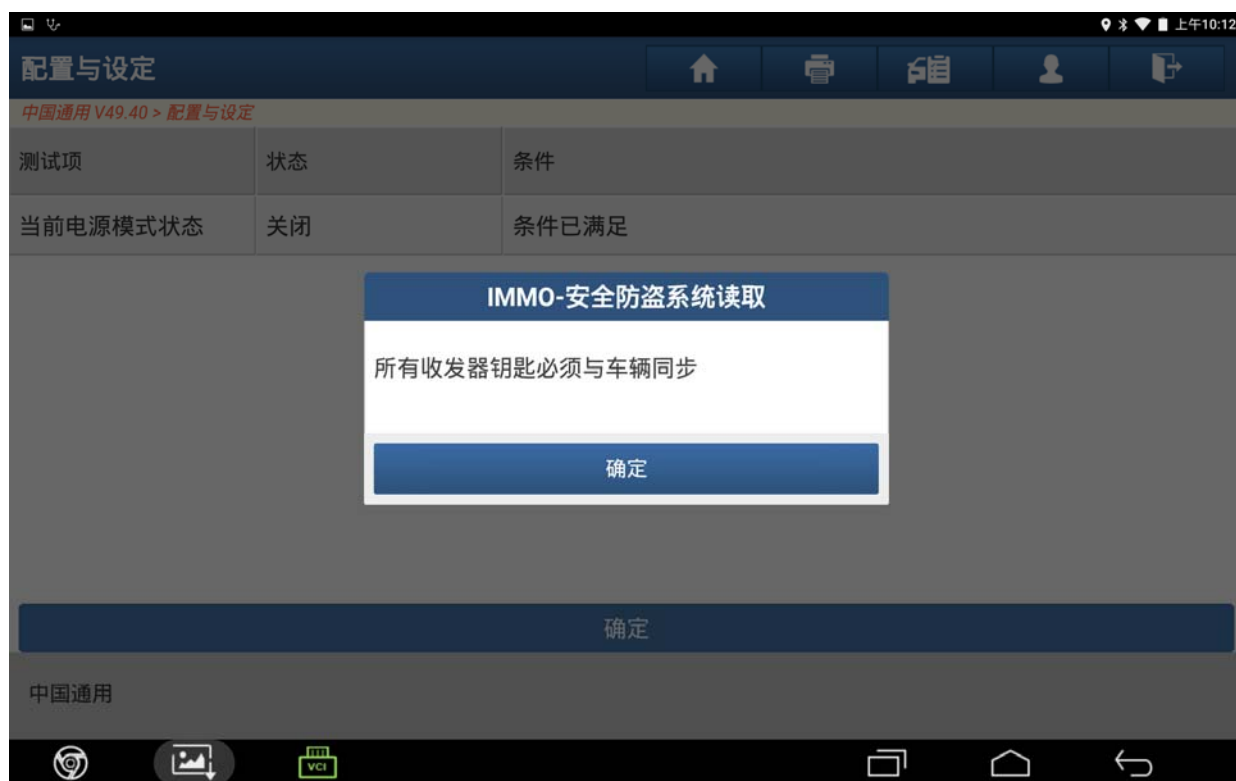 上午10:12
配置与设定
中国通用 V49.40 > 配置与设定
测试项 状态 条件
当前电源模式状态 关闭 条件已满足
IMMO-安全防盗系统读取
所有收发器钥匙必须与车辆同步
确定
确定
中国通用
VCI